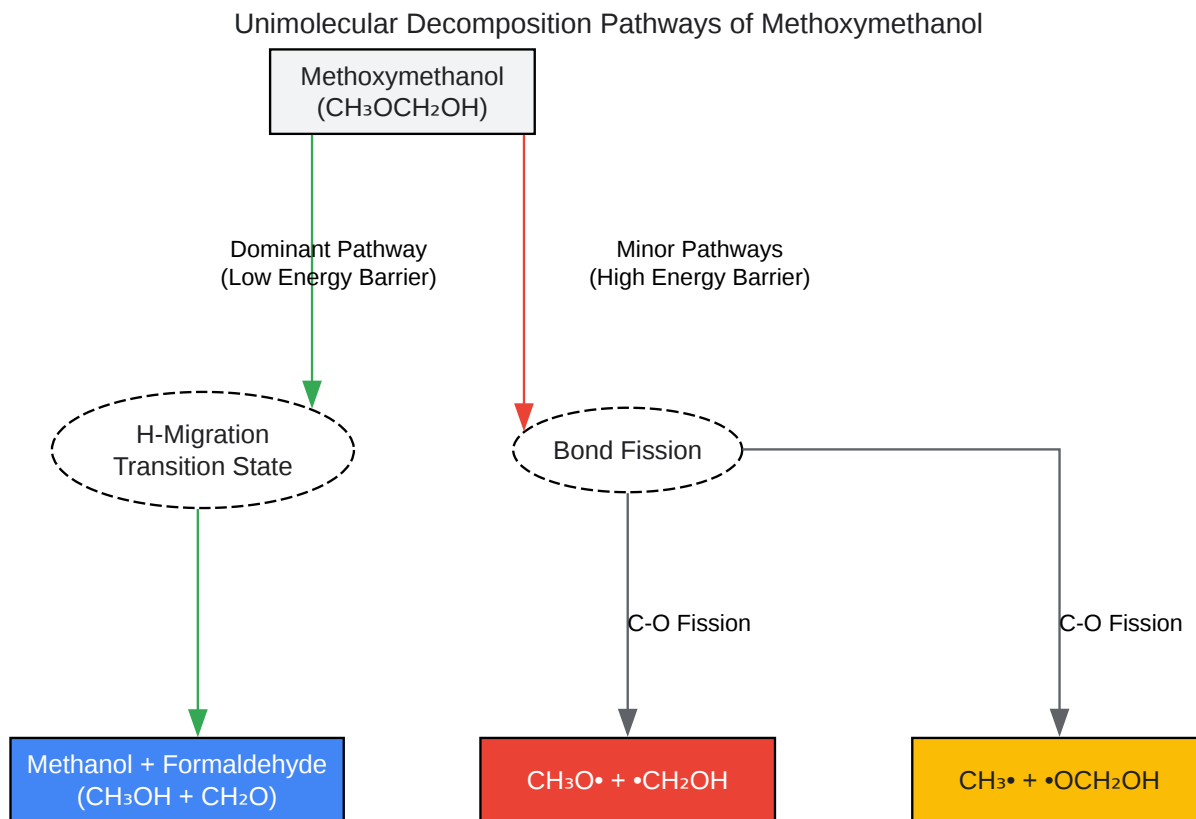 Unimolecular Decomposition Pathways of Methoxymethanol
Methoxymethanol
(CH₃OCH₂OH)
Dominant Pathway
(Low Energy Barrier)
Minor Pathways
(High Energy Barrier)
H-Migration
Transition State
Bond Fission
C-O Fission
C-O Fission
Methanol + Formaldehyde
(CH₃OH + CH₂O)
CH₃O• + •CH₂OH
CH₃• + •OCH₂OH